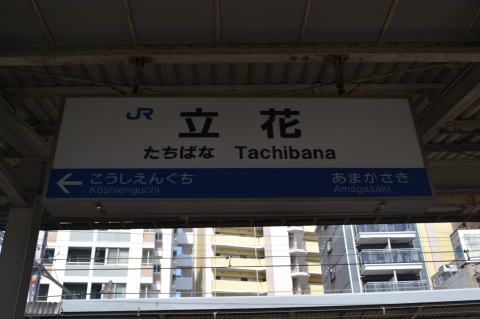 JR 立花
たちばな Tachibana
← こうしえんぐち あまがさき
Kōshienguchi Amagasaki